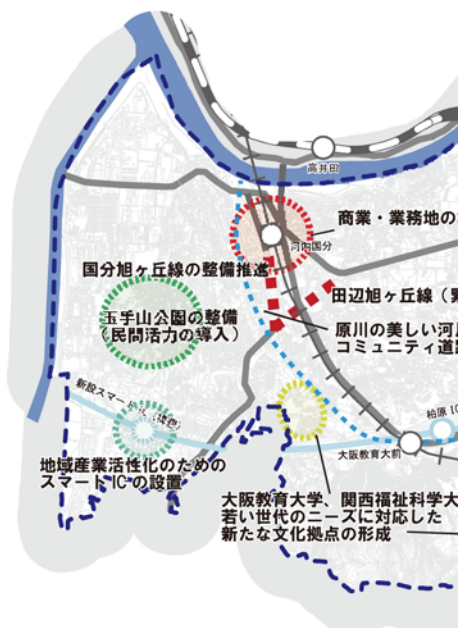 高井田
商業・業務地の
河内国分
国分旭ヶ丘線の整備推進
田辺旭ヶ丘線（
玉手山公園の整備
（民間活力の導入）
原川の美しい河
コミュニティ道
新設スマートIC（構想）
柏原IC
大阪教育大前
地域産業活性化のための
スマートICの設置
大阪教育大学、関西福祉科学大
若い世代のニーズに対応した
新たな文化拠点の形成